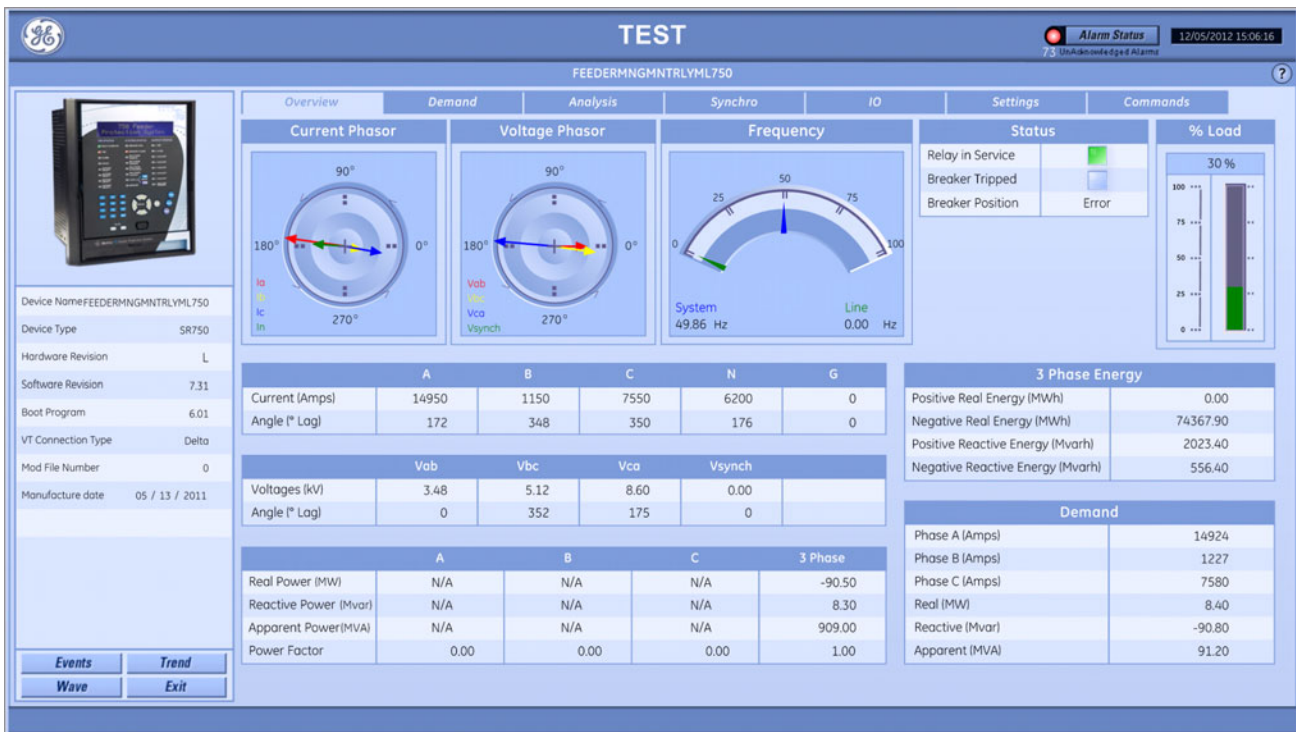 TEST
Alarm Status
73 UnAcknowledged Alarms
12/05/2012 15:06:16
FEEDERMNGMNTRLYML750
?
Overview Demand Analysis Synchro IO Settings Commands
Current Phasor
90°
180° 0°
270°
Ia
Ib
Ic
In
Voltage Phasor
90°
180° 0°
270°
Vab
Vbc
Vca
Vsynch
Frequency
0 25 50 75 100
System Line
49.86 Hz 0.00 Hz
Status
Relay in Service
Breaker Tripped
Breaker Position Error
% Load
30 %
100
75
50
25
0
Device Name FEEDERMNGMNTRLYML750
Device Type SR750
Hardware Revision L
Software Revision 7.31
Boot Program 6.01
VT Connection Type Delta
Mod File Number 0
Manufacture date 05 / 13 / 2011
Events Trend
Wave Exit
A B C N G
Current (Amps) 14950 1150 7550 6200 0
Angle (° Lag) 172 348 350 176 0
Vab Vbc Vca Vsynch
Voltages (kV) 3.48 5.12 8.60 0.00
Angle (° Lag) 0 352 175 0
A B C 3 Phase
Real Power (MW) N/A N/A N/A -90.50
Reactive Power (Mvar) N/A N/A N/A 8.30
Apparent Power(MVA) N/A N/A N/A 909.00
Power Factor 0.00 0.00 0.00 1.00
3 Phase Energy
Positive Real Energy (MWh) 0.00
Negative Real Energy (MWh) 74367.90
Positive Reactive Energy (Mvarh) 2023.40
Negative Reactive Energy (Mvarh) 556.40
Demand
Phase A (Amps) 14924
Phase B (Amps) 1227
Phase C (Amps) 7580
Real (MW) 8.40
Reactive (Mvar) -90.80
Apparent (MVA) 91.20